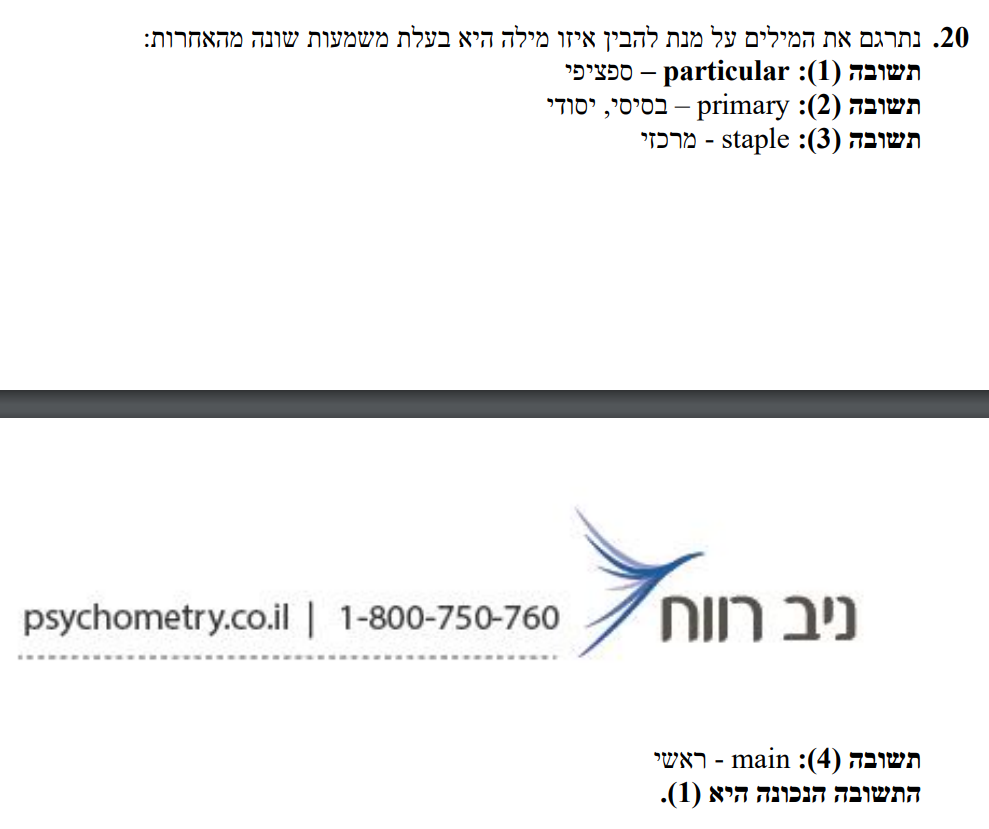 20. נתרגם את המילים על מנת להבין איזו מילה היא בעלת משמעות שונה מהאחרות:
תשובה (1): particular – ספציפי
תשובה (2): primary – בסיסי, יסודי
תשובה (3): staple - מרכזי
psychometry.co.il | 1-800-750-760
ניב רווח
תשובה (4): main - ראשי
התשובה הנכונה היא (1).